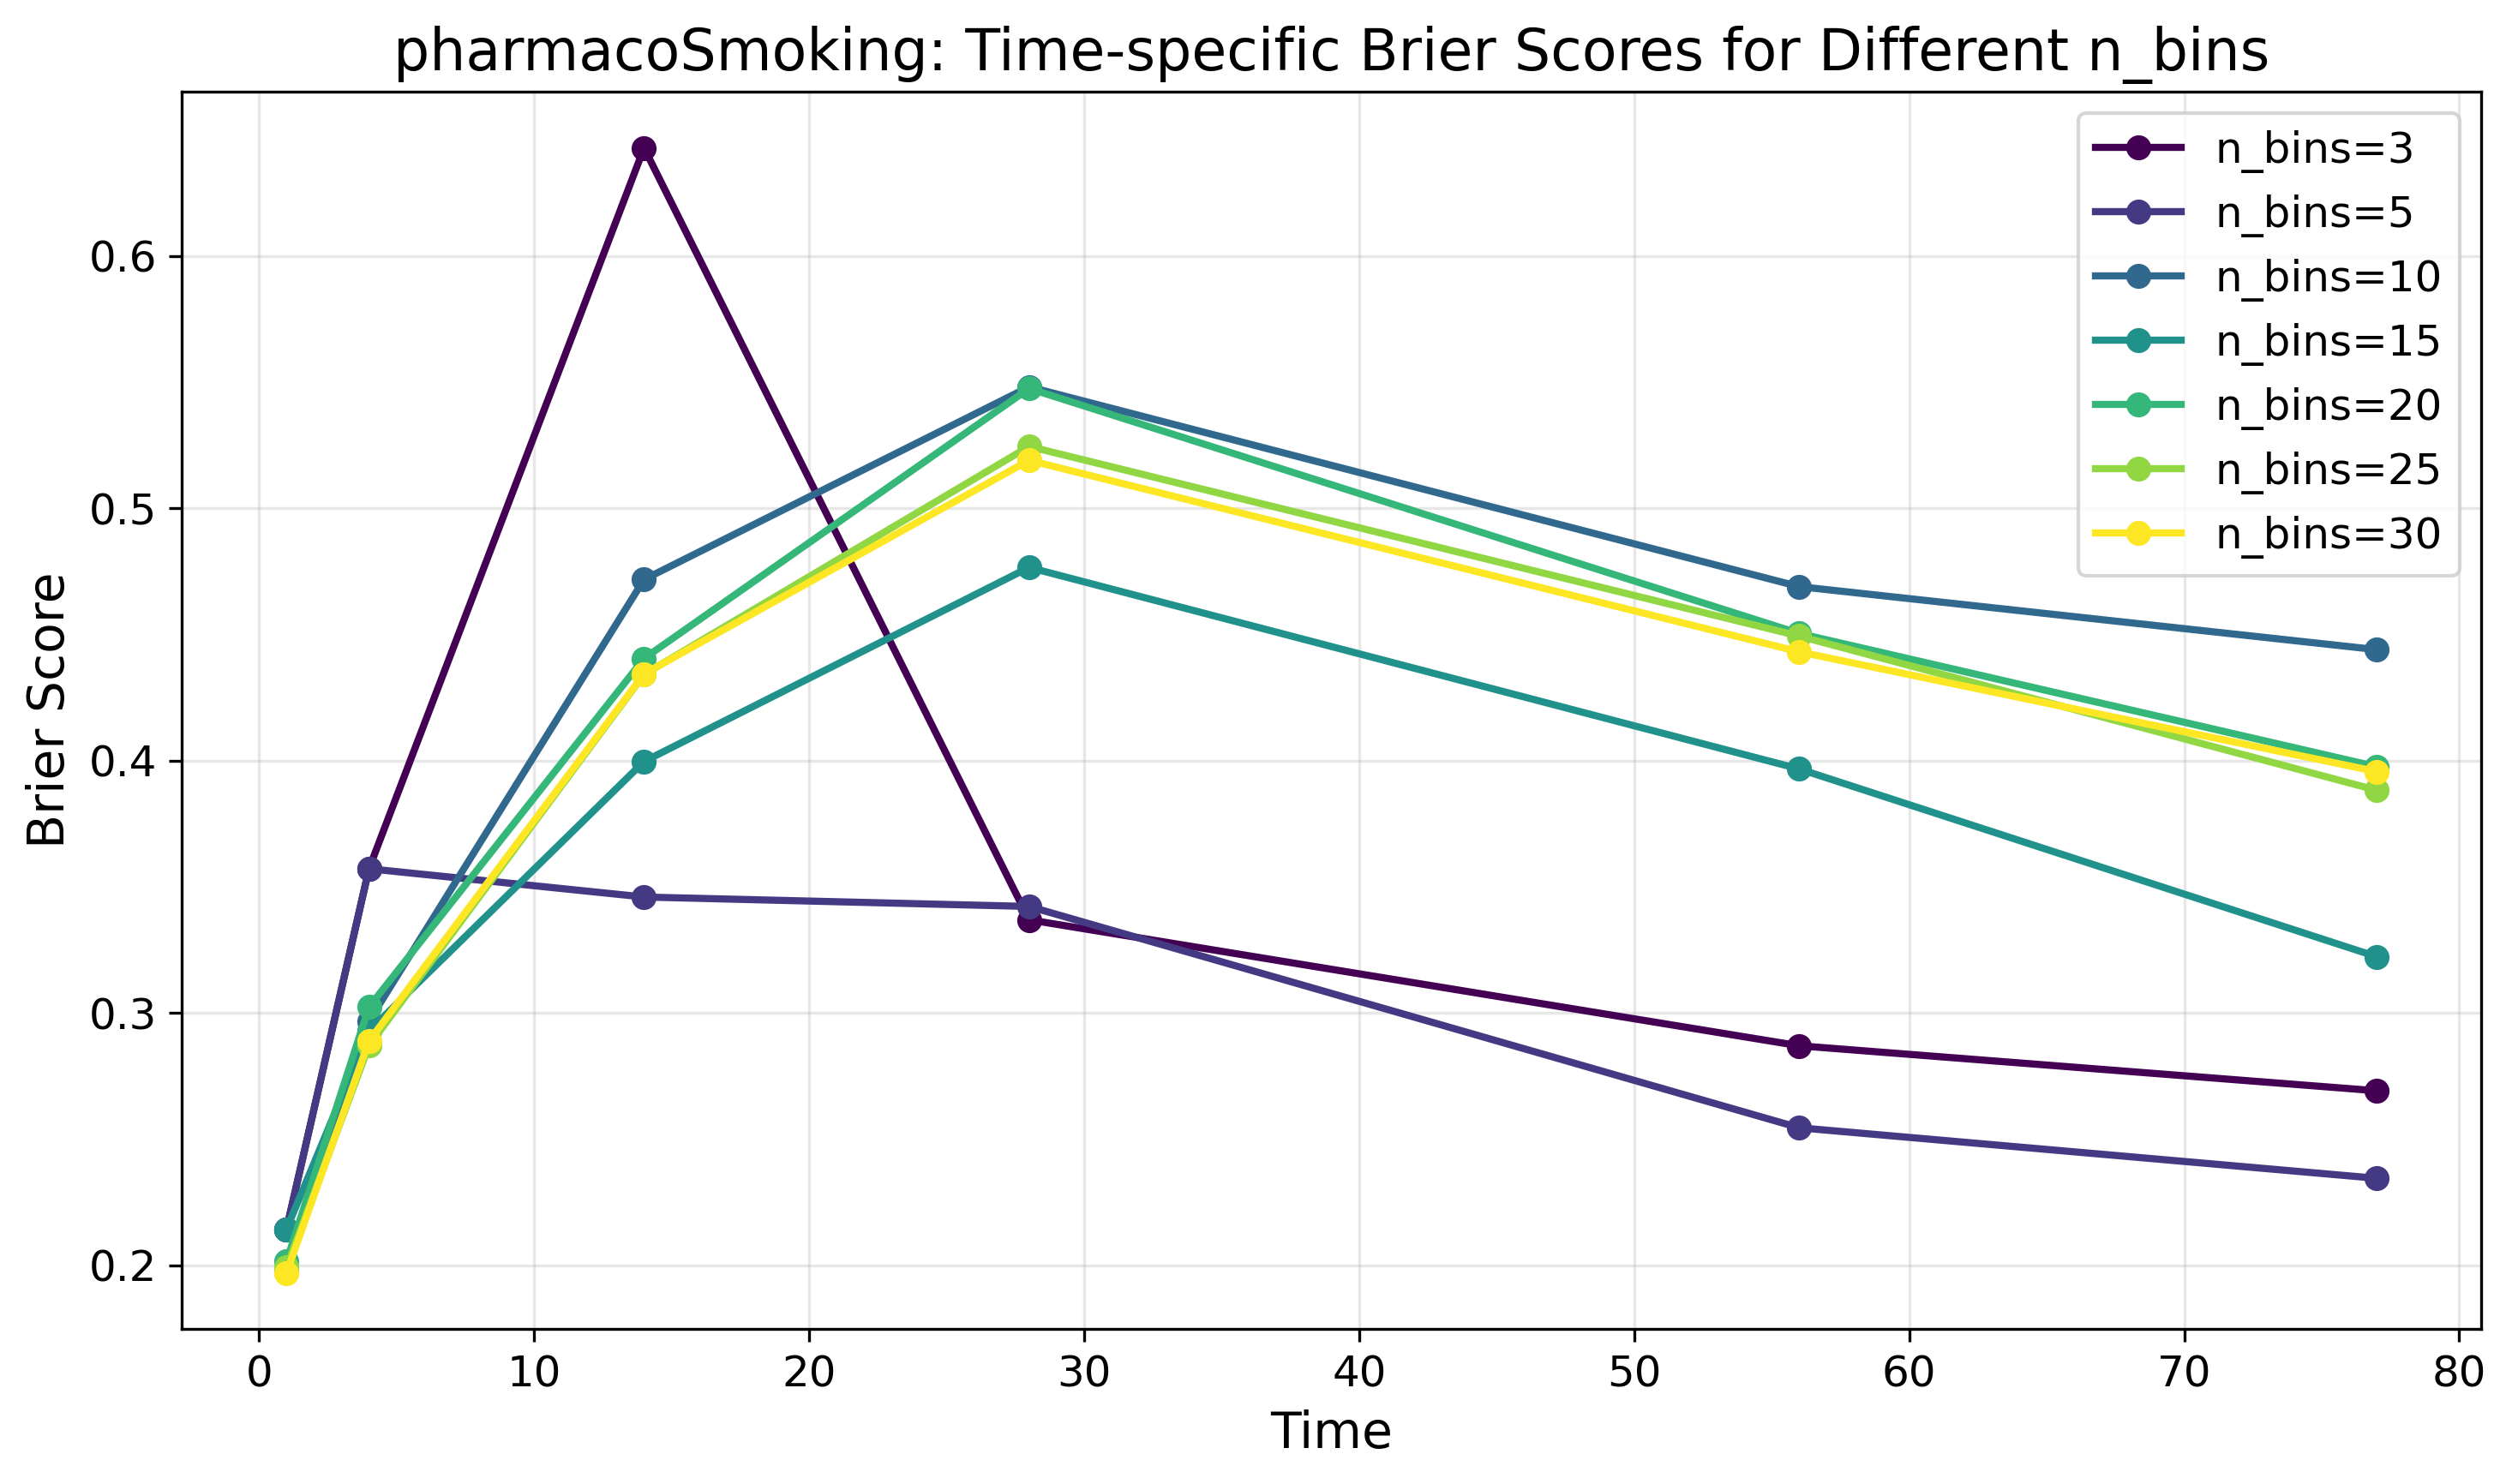 pharmacoSmoking: Time-specific Brier Scores for Different n_bins
n_bins=3
n_bins=5
n_bins=10
n_bins=15
n_bins=20
n_bins=25
n_bins=30
Brier Score
0.6
0.5
0.4
0.3
0.2
0 10 20 30 40 50 60 70 80
Time